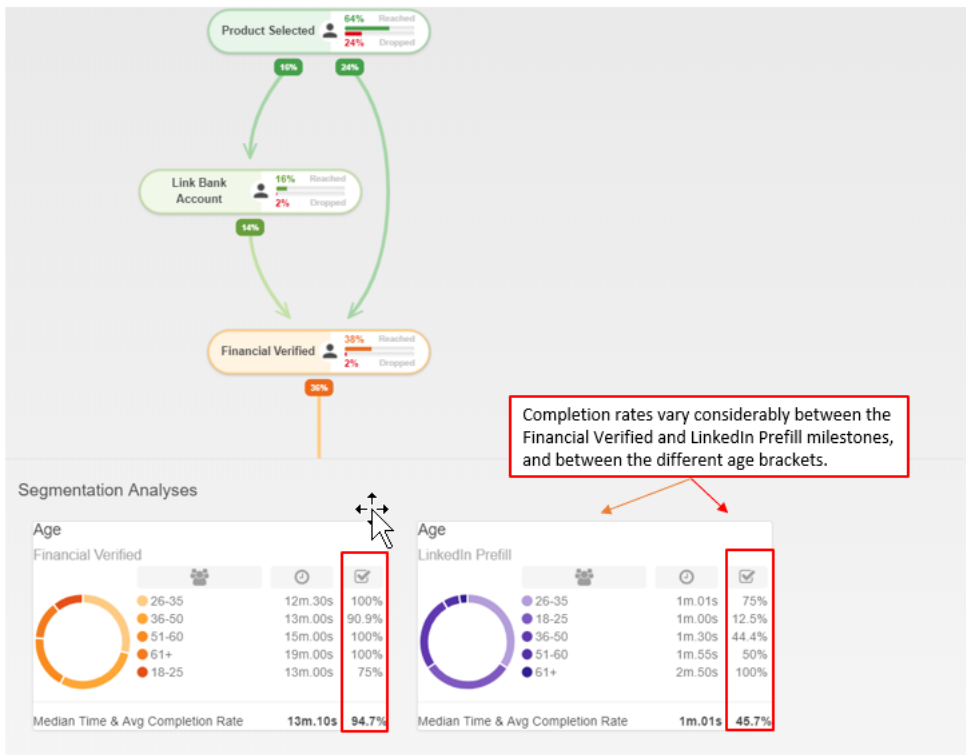 64% Reached
Product Selected
24% Dropped
16% 24%
16% Reached
Link Bank
Account
2% Dropped
14%
38% Reached
Financial Verified
2% Dropped
36%
Completion rates vary considerably between the
Financial Verified and LinkedIn Prefill milestones,
and between the different age brackets.
Segmentation Analyses
Age
Financial Verified
26-35 12m.30s 100%
36-50 13m.00s 90.9%
51-60 15m.00s 100%
61+ 19m.00s 100%
18-25 13m.00s 75%
Median Time & Avg Completion Rate 13m.10s 94.7%
Age
LinkedIn Prefill
26-35 1m.01s 75%
18-25 1m.00s 12.5%
36-50 1m.30s 44.4%
51-60 1m.55s 50%
61+ 2m.50s 100%
Median Time & Avg Completion Rate 1m.01s 45.7%